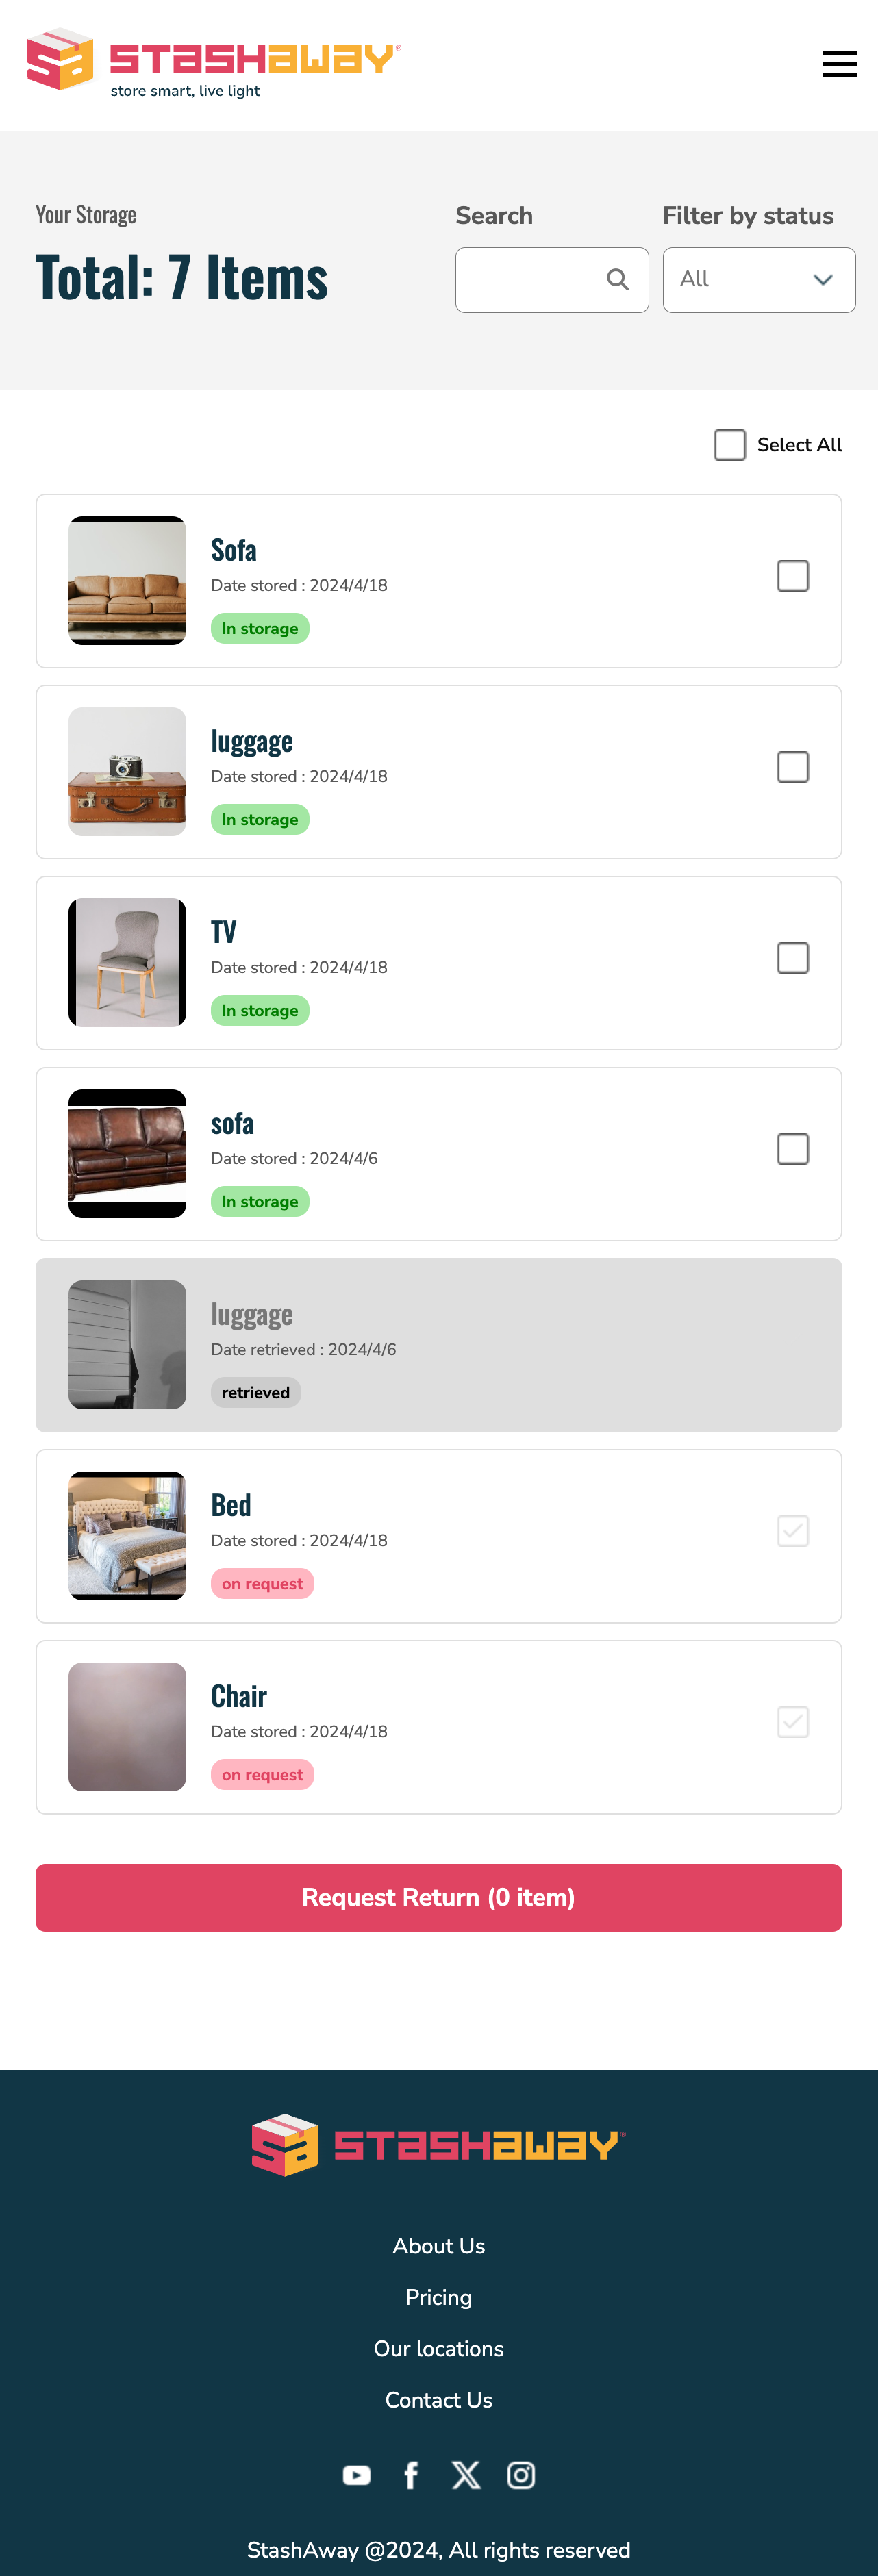 STASHAWAY®
store smart, live light
Your Storage
Total: 7 Items
Search
Filter by status
All
Select All
Sofa
Date stored : 2024/4/18
In storage
luggage
Date stored : 2024/4/18
In storage
TV
Date stored : 2024/4/18
In storage
sofa
Date stored : 2024/4/6
In storage
luggage
Date retrieved : 2024/4/6
retrieved
Bed
Date stored : 2024/4/18
on request
Chair
Date stored : 2024/4/18
on request
Request Return (0 item)
STASHAWAY®
About Us
Pricing
Our locations
Contact Us
StashAway @2024, All rights reserved